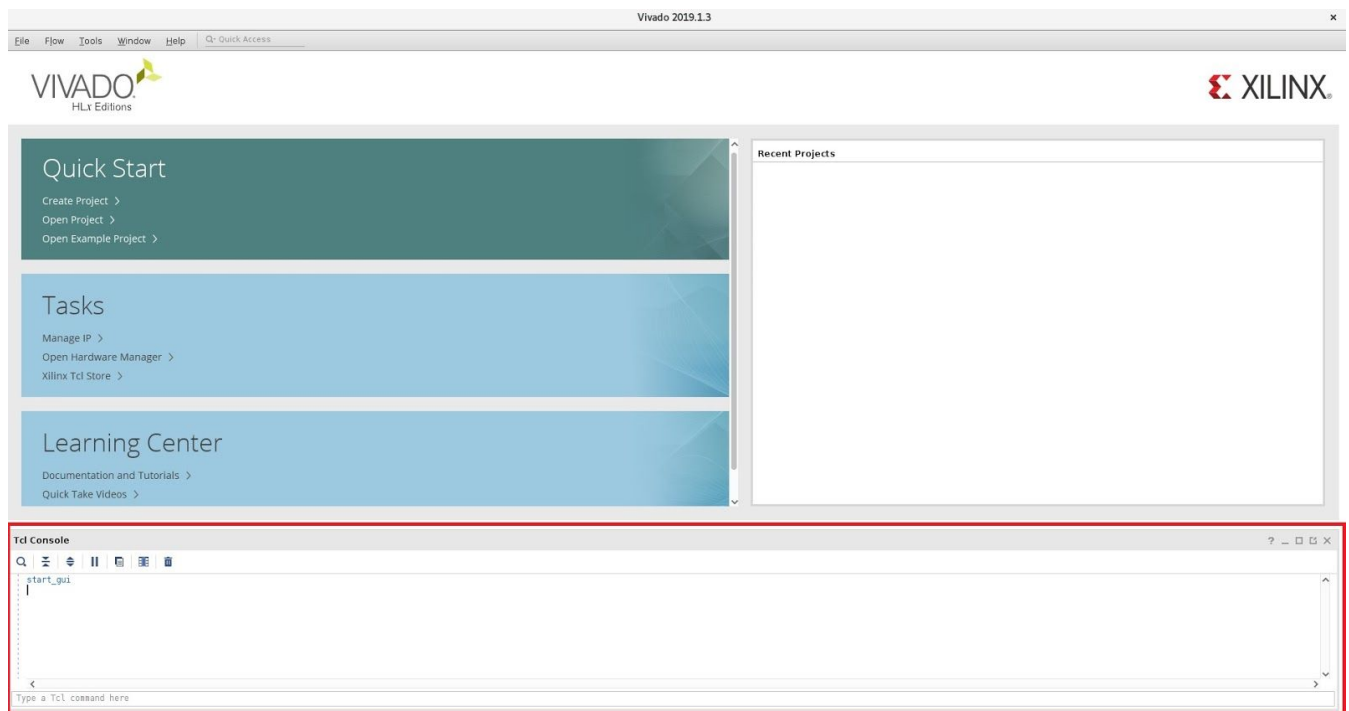 Vivado 2019.1.3
File Flow Tools Window Help Quick Access
VIVADO.
HLx Editions
XILINX.
Quick Start
Create Project >
Open Project >
Open Example Project >
Tasks
Manage IP >
Open Hardware Manager >
Xilinx Tcl Store >
Learning Center
Documentation and Tutorials >
Quick Take Videos >
Recent Projects
Tcl Console
start_gui
Type a Tcl command here